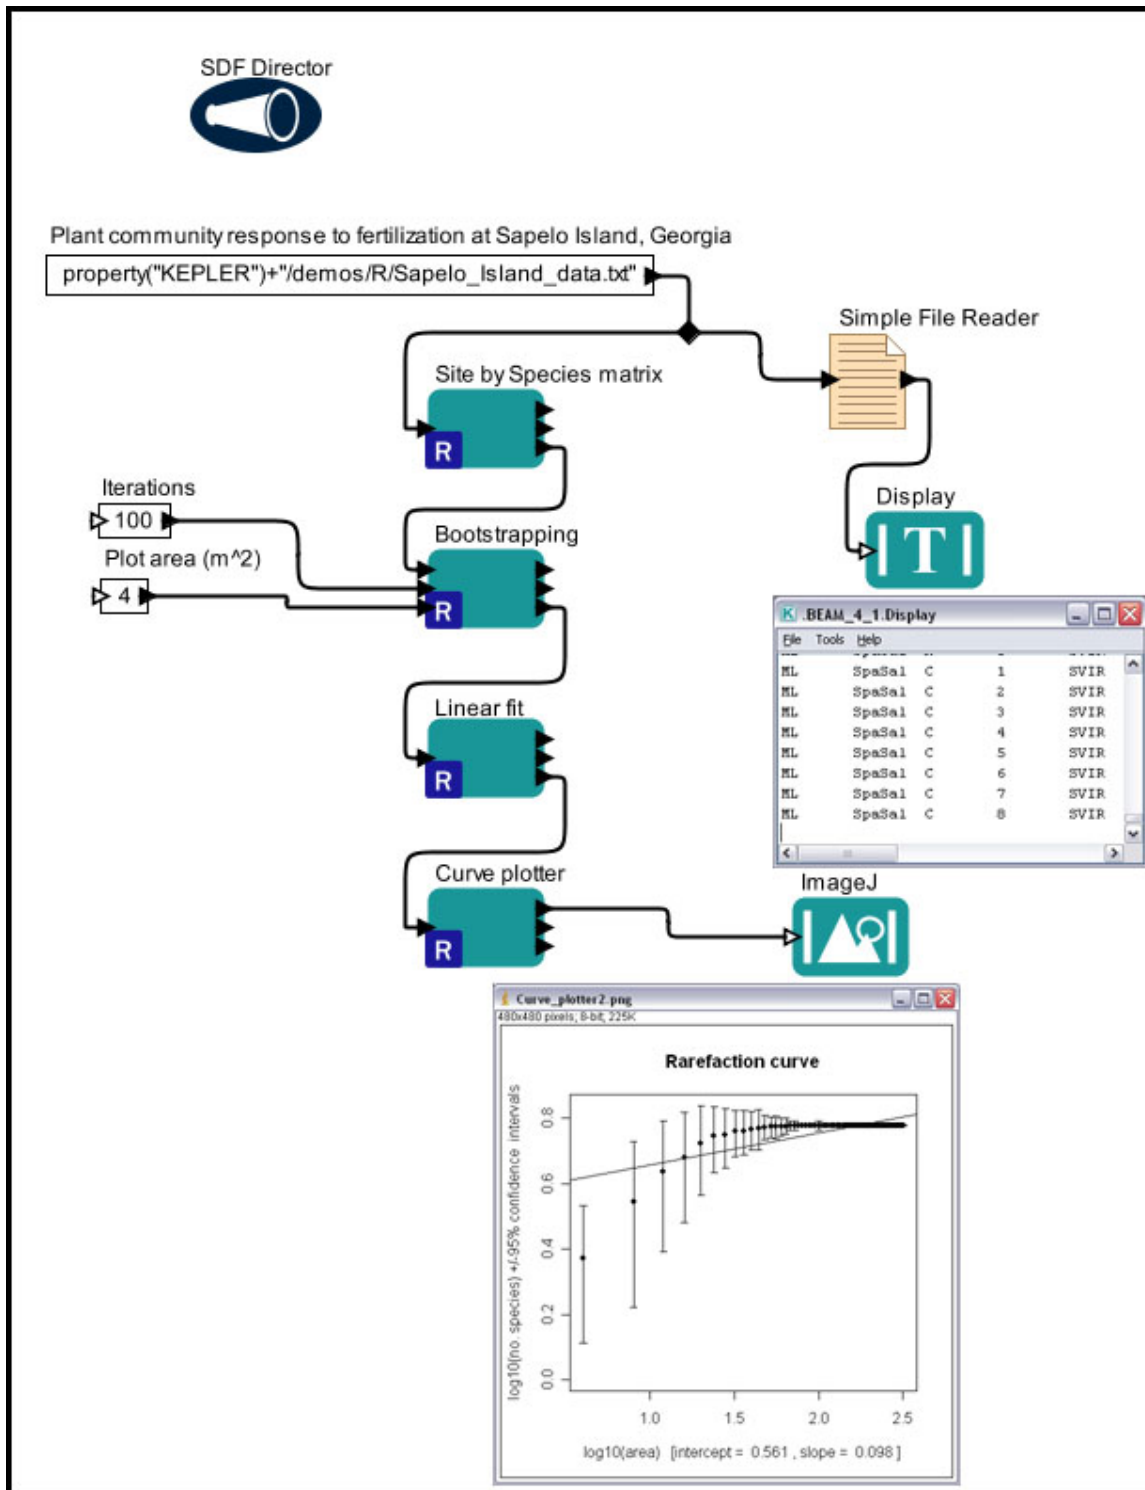 SDF Director
Plant community response to fertilization at Sapelo Island, Georgia
property("KEPLER")+"/demos/R/Sapelo_Island_data.txt"
Simple File Reader
Site by Species matrix
R
Iterations
100
Display
T
Bootstrapping
R
Plot area (m^2)
4
.BEAM_4_1.Display
File Tools Help
ML SpaSal C 1 SVIR
ML SpaSal C 2 SVIR
ML SpaSal C 3 SVIR
ML SpaSal C 4 SVIR
ML SpaSal C 5 SVIR
ML SpaSal C 6 SVIR
ML SpaSal C 7 SVIR
ML SpaSal C 8 SVIR
Linear fit
R
Curve plotter
R
ImageJ
Curve_plotter2.png
480x480 pixels; 8-bit; 225K
Rarefaction curve
log10(no. species) +/-95% confidence intervals
0.8
0.6
0.4
0.2
0.0
1.0 1.5 2.0 2.5
log10(area) [intercept = 0.561 , slope = 0.098 ]